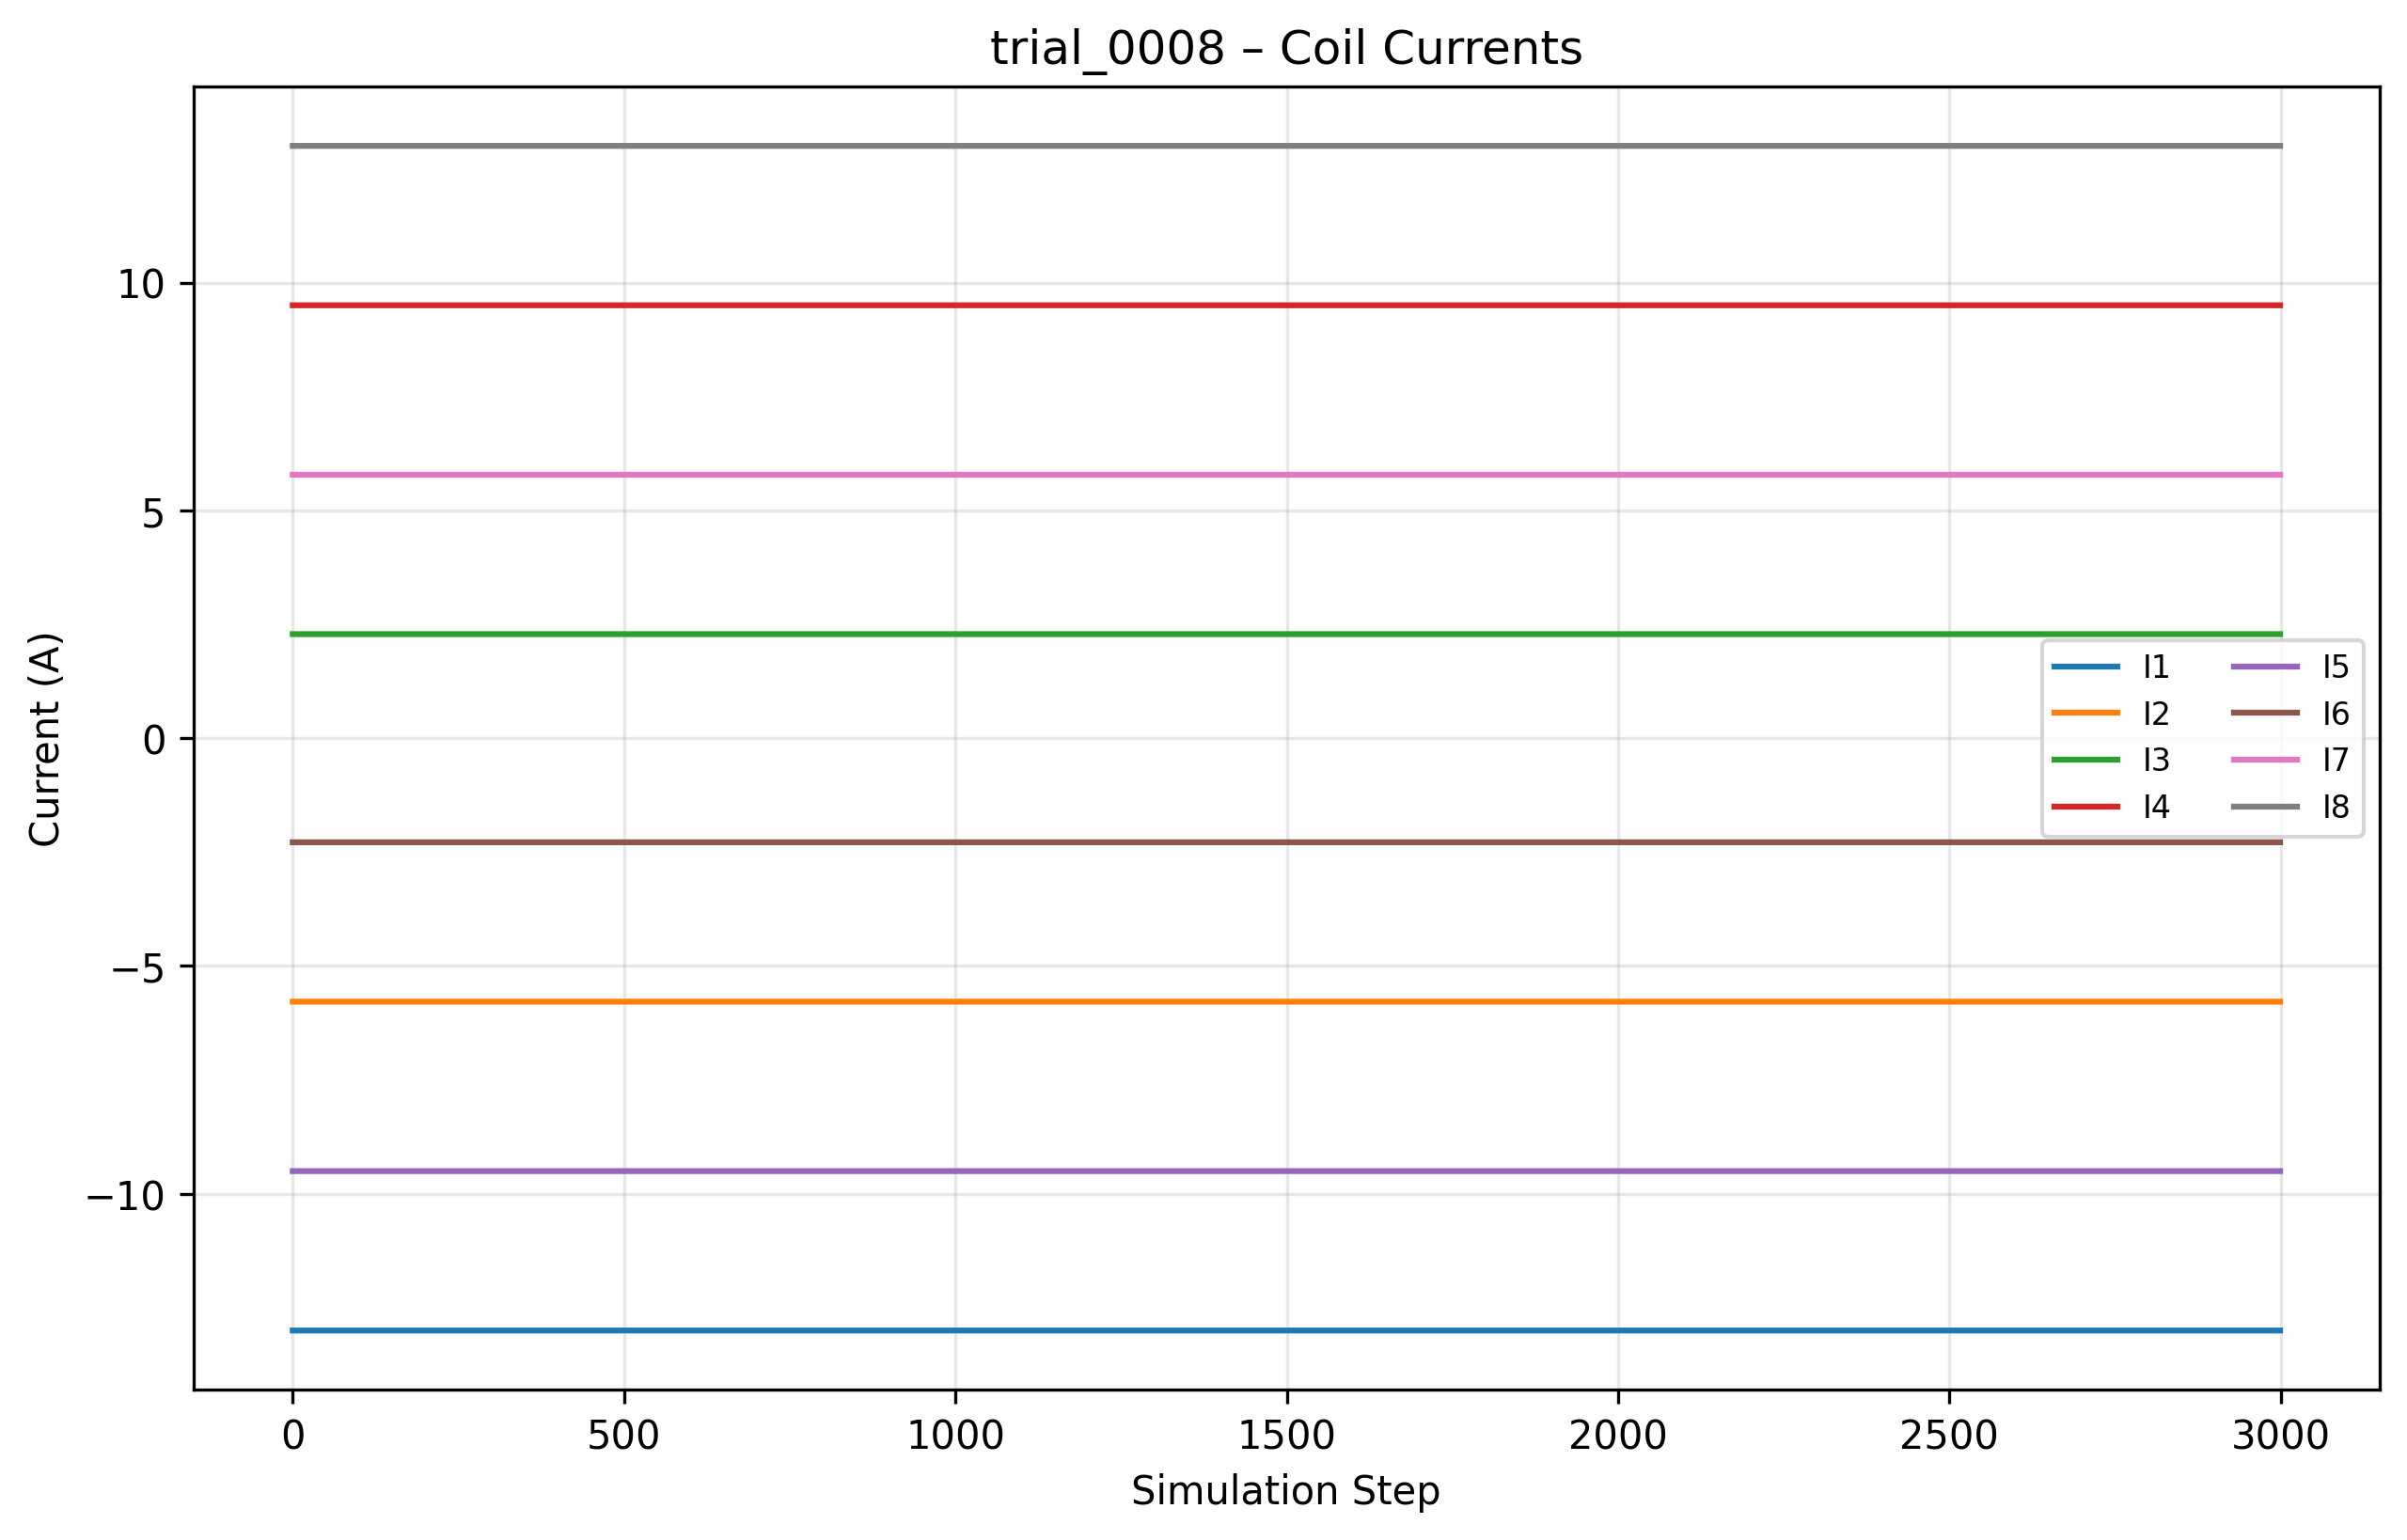 trial_0008 – Coil Currents
Current (A)
10
5
0
−5
−10
I1
I2
I3
I4
I5
I6
I7
I8
0 500 1000 1500 2000 2500 3000
Simulation Step